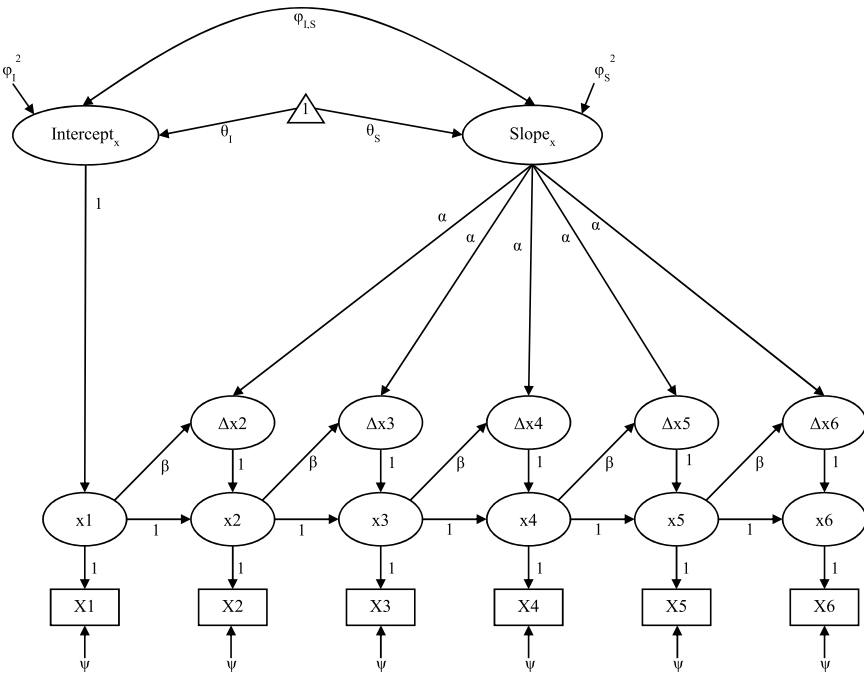 φI,S
φI2
φS2
1
Interceptx
θI
θS
Slopex
1
α
α
α
α
α
Δx2
Δx3
Δx4
Δx5
Δx6
β
1
β
1
β
1
β
1
β
1
x1
x2
x3
x4
x5
x6
1
1
1
1
1
1
1
1
1
1
1
X1
X2
X3
X4
X5
X6
ψ
ψ
ψ
ψ
ψ
ψ